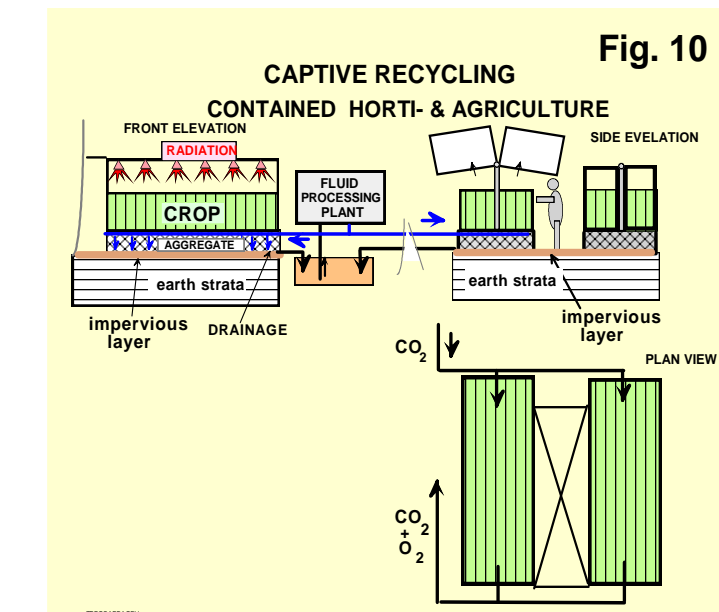 Fig. 10
CAPTIVE RECYCLING
CONTAINED HORTI- & AGRICULTURE
FRONT ELEVATION
SIDE EVELATION
RADIATION
FLUID
PROCESSING
PLANT
CROP
AGGREGATE
earth strata
earth strata
impervious
layer
DRAINAGE
impervious
layer
CO2
PLAN VIEW
CO2
+
O2